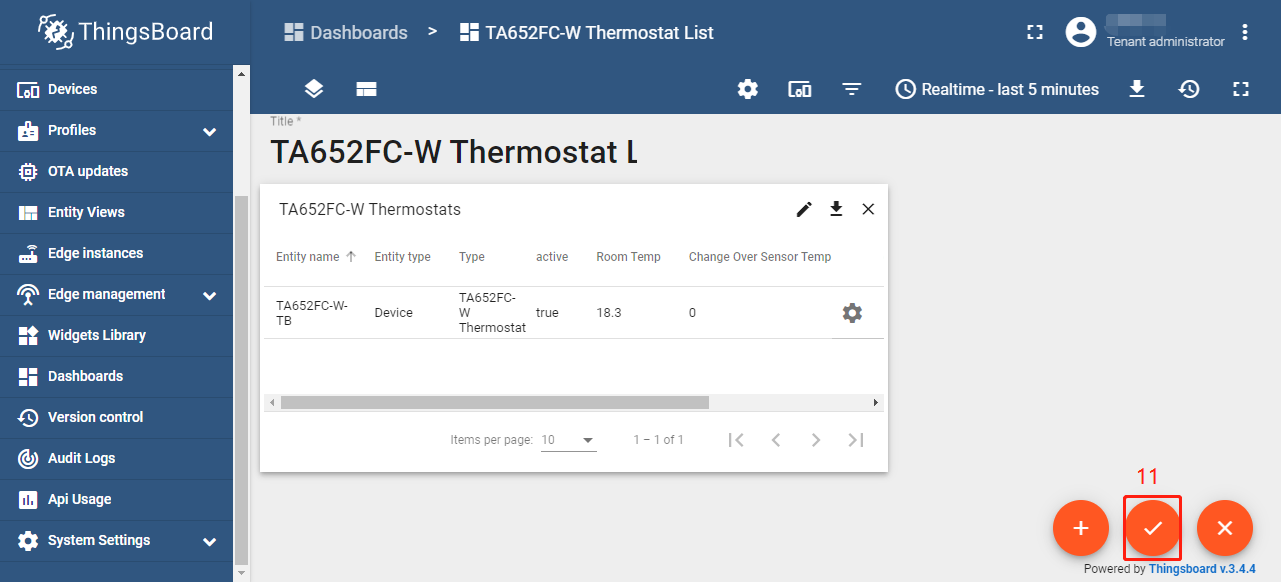 ThingsBoard
Dashboards > TA652FC-W Thermostat List
Tenant administrator
Devices
Profiles
OTA updates
Entity Views
Edge instances
Edge management
Widgets Library
Dashboards
Version control
Audit Logs
Api Usage
System Settings
Realtime - last 5 minutes
Title *
TA652FC-W Thermostat L
TA652FC-W Thermostats
Entity name Entity type Type active Room Temp Change Over Sensor Temp
TA652FC-W-
TB
Device
TA652FC-
W
Thermostat
true
18.3
0
Items per page: 10 1 – 1 of 1
11
Powered by Thingsboard v.3.4.4